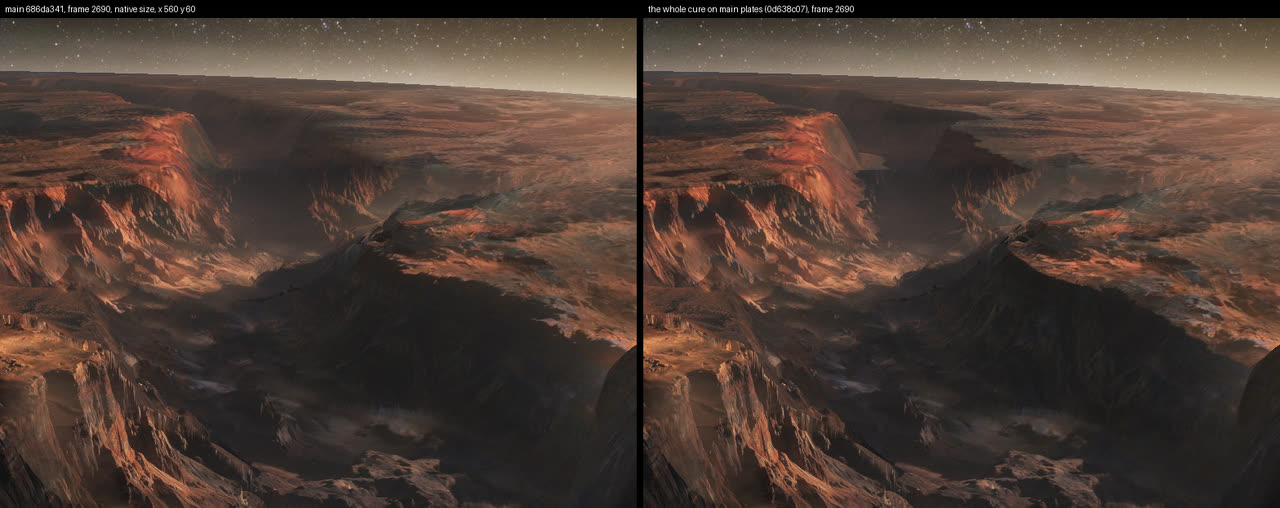 main 686da341, frame 2690, native size, x 560 y 60
the whole cure on main plates (0d638c07), frame 2690